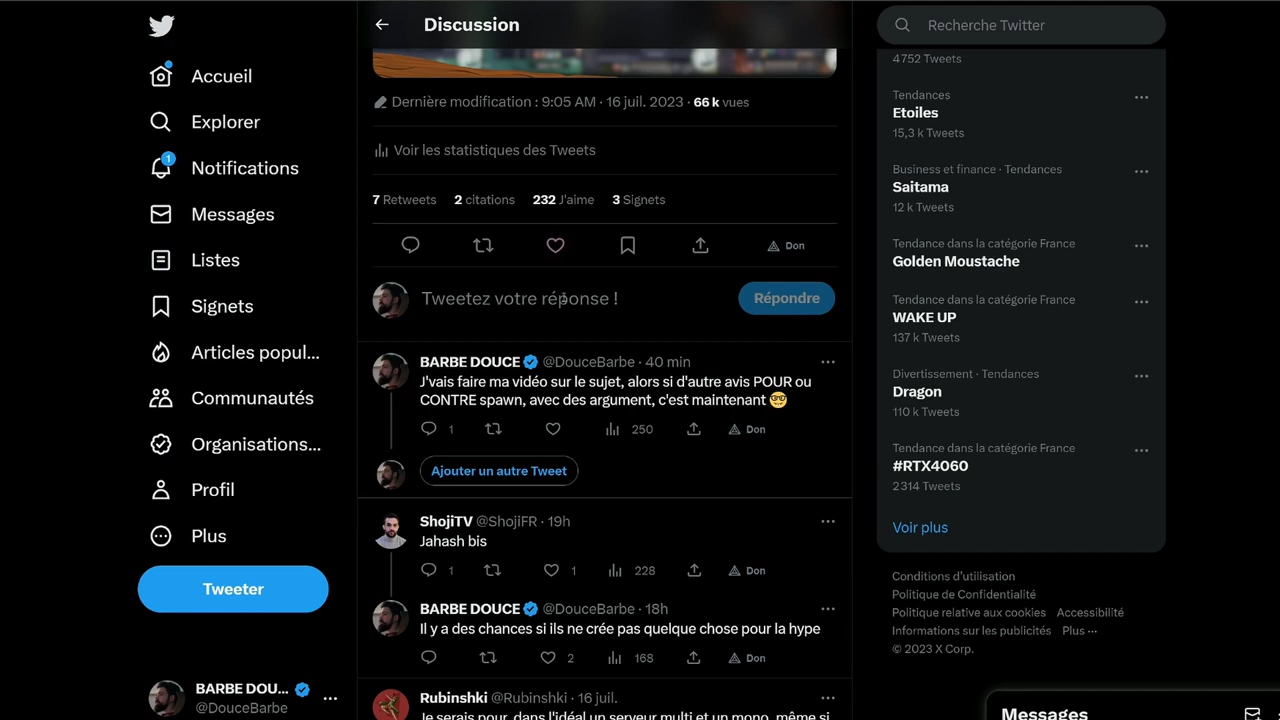 Accueil
Explorer
1
Notifications
Messages
Listes
Signets
Articles popul...
Communautés
Organisations...
Profil
Plus
Tweeter
BARBE DOU...
@DouceBarbe
Discussion
Dernière modification : 9:05 AM · 16 juil. 2023 · 66 k vues
Voir les statistiques des Tweets
7 Retweets 2 citations 232 J'aime 3 Signets
Don
Tweetez votre réponse !
Répondre
BARBE DOUCE @DouceBarbe · 40 min
J'vais faire ma vidéo sur le sujet, alors si d'autre avis POUR ou
CONTRE spawn, avec des argument, c'est maintenant 🤓
1 250 Don
Ajouter un autre Tweet
ShojiTV @ShojiFR · 19h
Jahash bis
1 1 228 Don
BARBE DOUCE @DouceBarbe · 18h
Il y a des chances si ils ne crée pas quelque chose pour la hype
2 168 Don
Rubinshki @Rubinshki · 16 juil.
Je serais pour, dans l'idéal un serveur multi et un mono, même si
Recherche Twitter
4752 Tweets
Tendances
Etoiles
15,3 k Tweets
Business et finance · Tendances
Saitama
12 k Tweets
Tendance dans la catégorie France
Golden Moustache
Tendance dans la catégorie France
WAKE UP
137 k Tweets
Divertissement · Tendances
Dragon
110 k Tweets
Tendance dans la catégorie France
#RTX4060
2 314 Tweets
Voir plus
Conditions d'utilisation
Politique de Confidentialité
Politique relative aux cookies Accessibilité
Informations sur les publicités Plus ···
© 2023 X Corp.
Messages